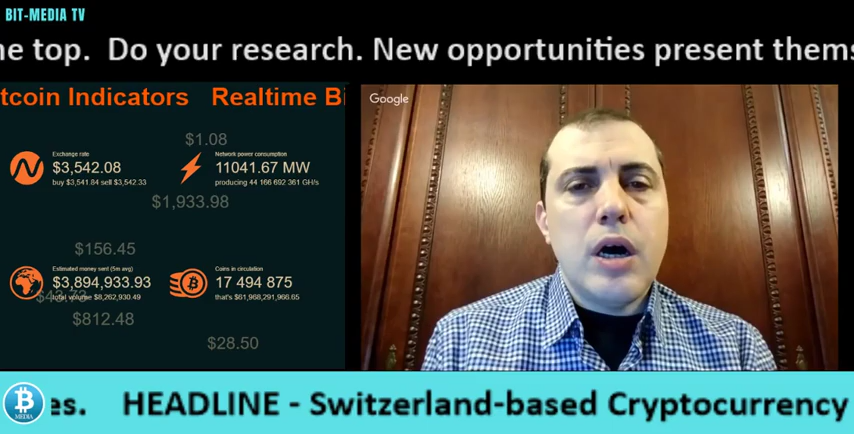 BIT-MEDIA TV
he top. Do your research. New opportunities present thems
tcoin Indicators Realtime Bi
Google
$1.08
Exchange rate
$3,542.08
buy $3,541.84 sell $3,542.33
Network power consumption
11041.67 MW
producing 44 166 692 361 GH/s
$1,933.98
$156.45
Estimated money sent (5m avg)
$3,894,933.93
total volume $8,262,930.49
Coins in circulation
17 494 875
that's $61,968,291,966.65
$812.48
$28.50
B
MEDIA
es. HEADLINE - Switzerland-based Cryptocurrency